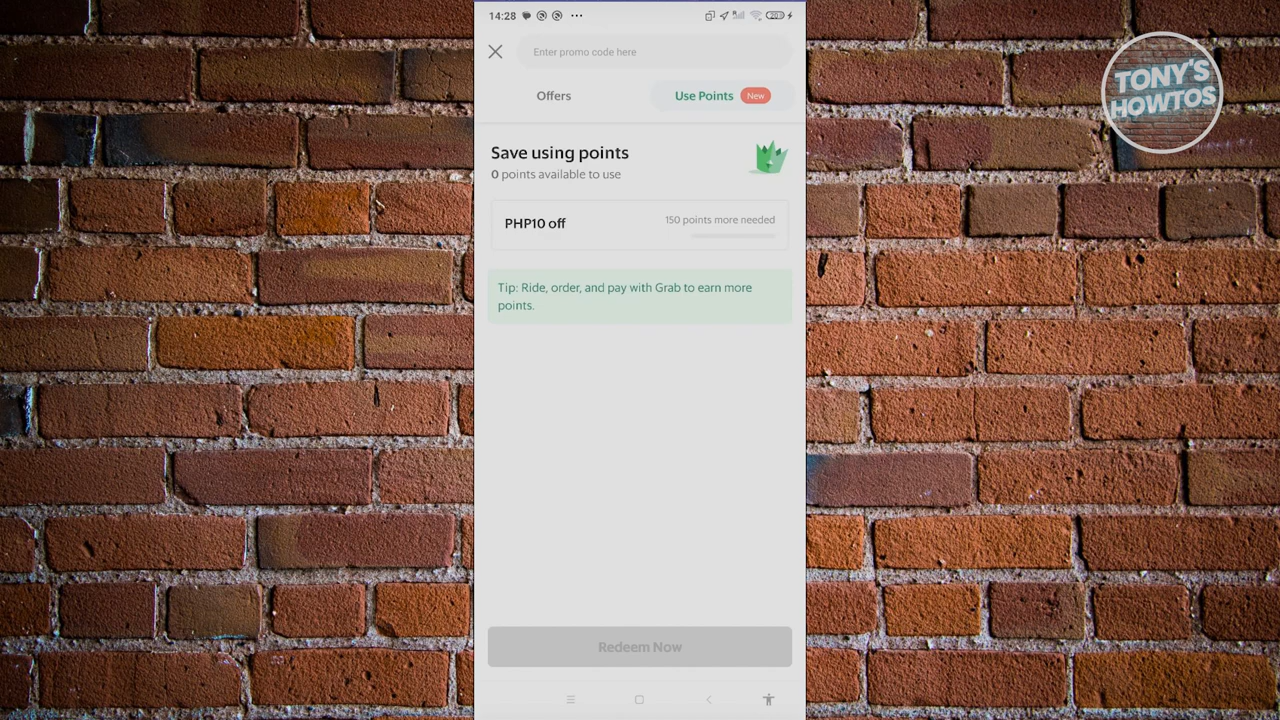 14:28
Enter promo code here
Offers
Use Points New
Save using points
0 points available to use
PHP10 off
150 points more needed
Tip: Ride, order, and pay with Grab to earn more
points.
Redeem Now
TONY'S
HOWTOS